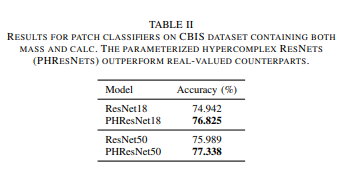 TABLE II
RESULTS FOR PATCH CLASSIFIERS ON CBIS DATASET CONTAINING BOTH
MASS AND CALC. THE PARAMETERIZED HYPERCOMPLEX RESNETS
(PHRESNETS) OUTPERFORM REAL-VALUED COUNTERPARTS.
Model Accuracy (%)
ResNet18 74.942
PHResNet18 76.825
ResNet50 75.989
PHResNet50 77.338